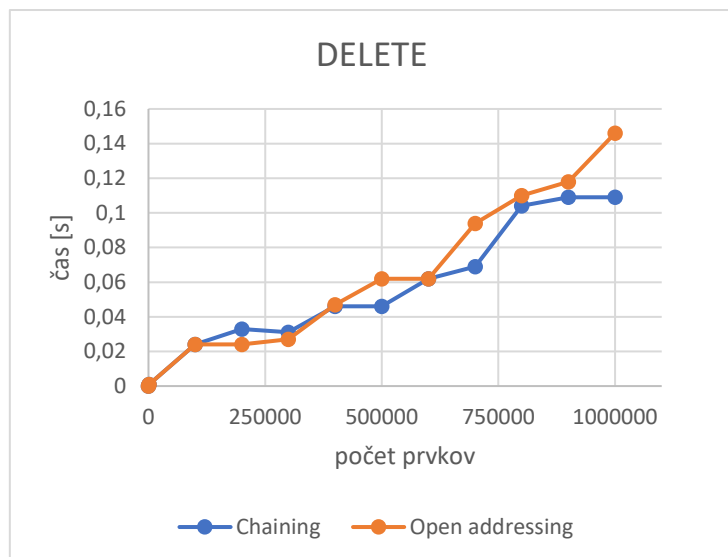 DELETE
0,16
0,14
0,12
0,1
0,08
0,06
0,04
0,02
0
čas [s]
0 250000 500000 750000 1000000
počet prvkov
Chaining Open addressing